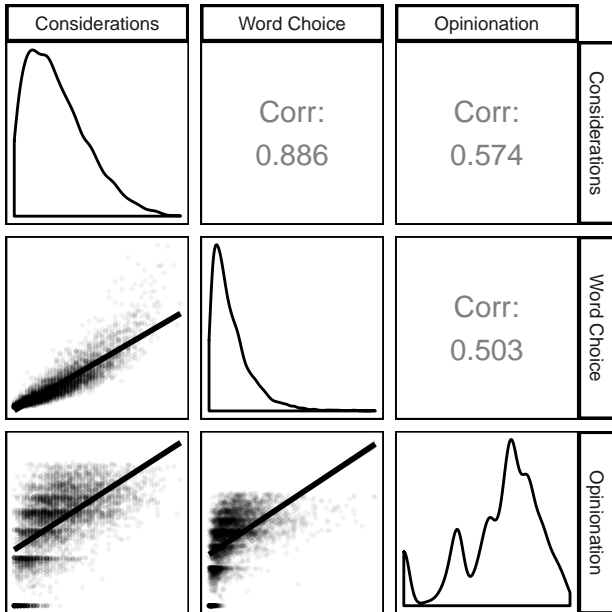 Considerations
Word Choice
Opinionation
Corr:
0.886
Corr:
0.574
Considerations
Corr:
0.503
Word Choice
Opinionation